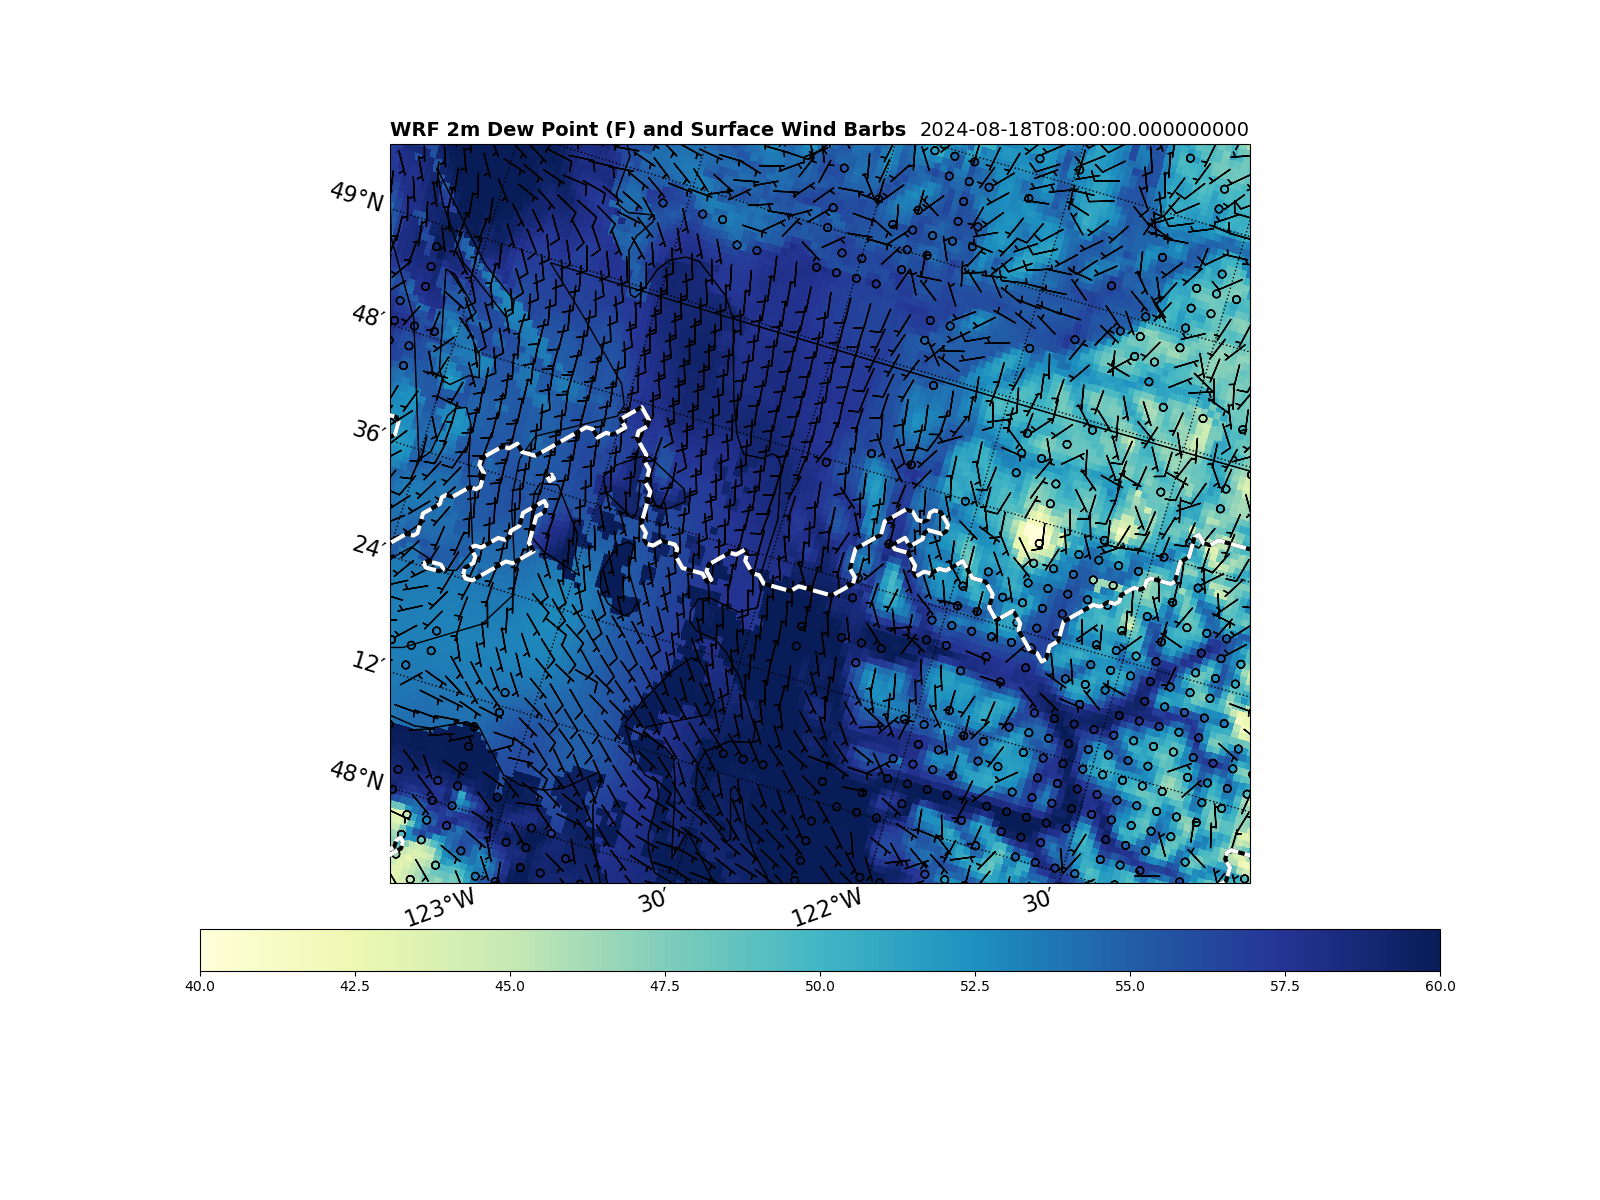 WRF 2m Dew Point (F) and Surface Wind Barbs 2024-08-18T08:00:00.000000000
49°N
48′
36′
24′
12′
48°N
123°W 30′ 122°W 30′
40.0 42.5 45.0 47.5 50.0 52.5 55.0 57.5 60.0